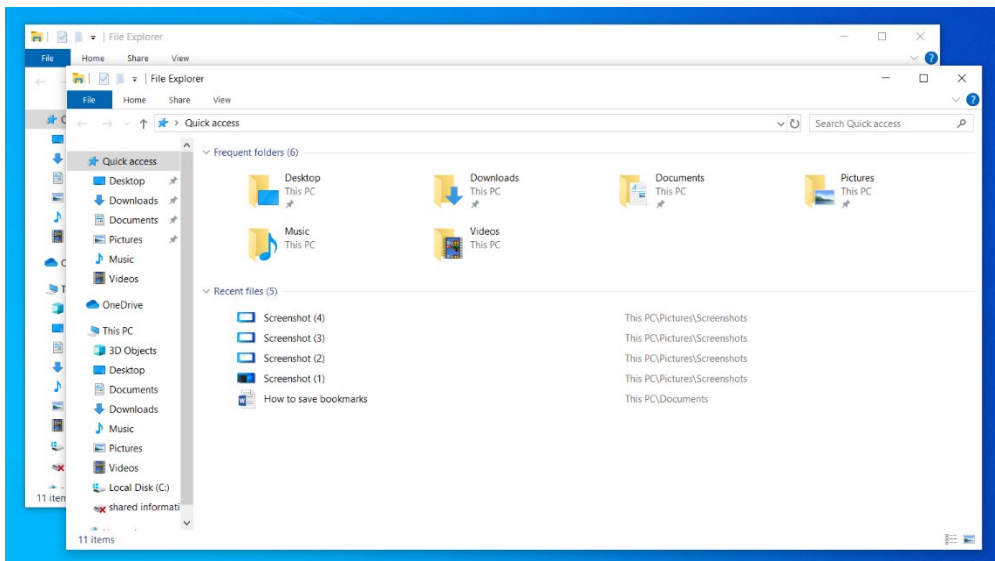 File Explorer
File Home Share View
File Explorer
File Home Share View
Quick access
Search Quick access
Quick access
Desktop
Downloads
Documents
Pictures
Music
Videos
OneDrive
This PC
3D Objects
Desktop
Documents
Downloads
Music
Pictures
Videos
Local Disk (C:)
shared informati
Frequent folders (6)
Desktop
This PC
Downloads
This PC
Documents
This PC
Pictures
This PC
Music
This PC
Videos
This PC
Recent files (5)
Screenshot (4) This PC\Pictures\Screenshots
Screenshot (3) This PC\Pictures\Screenshots
Screenshot (2) This PC\Pictures\Screenshots
Screenshot (1) This PC\Pictures\Screenshots
How to save bookmarks This PC\Documents
11 items
11 item